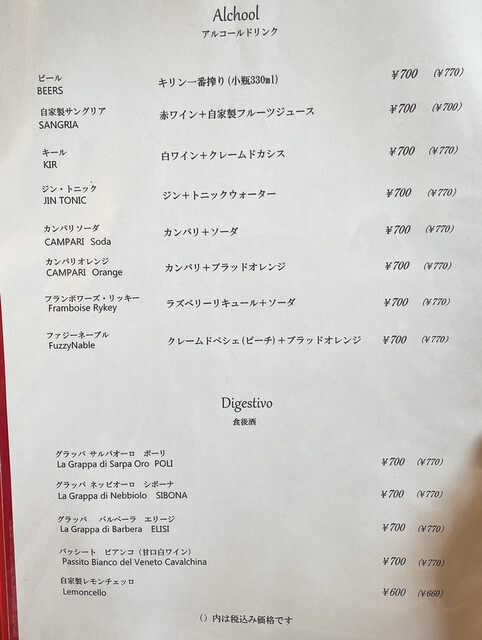 Alchool
アルコールドリンク
ビール キリン一番搾り(小瓶330ml) ¥700 (¥770)
BEERS
自家製サングリア 赤ワイン＋自家製フルーツジュース ¥700 (¥700)
SANGRIA
キール 白ワイン＋クレームドカシス ¥700 (¥770)
KIR
ジン・トニック ジン＋トニックウォーター ¥700 (¥770)
JIN TONIC
カンパリソーダ カンパリ＋ソーダ ¥700 (¥770)
CAMPARI Soda
カンパリオレンジ カンパリ＋ブラッドオレンジ ¥700 (¥770)
CAMPARI Orange
フランボワーズ・リッキー ラズベリーリキュール＋ソーダ ¥700 (¥770)
Framboise Rykey
ファジーネーブル クレームドペシェ(ピーチ)＋ブラッドオレンジ ¥700 (¥770)
FuzzyNable
Digestivo
食後酒
グラッパ サルパオーロ ポーリ
La Grappa di Sarpa Oro POLI ¥700 (¥770)
グラッパ ネッビオーロ シボーナ
La Grappa di Nebbiolo SIBONA ¥700 (¥770)
グラッパ バルベーラ エリージ
La Grappa di Barbera ELISI ¥700 (¥770)
パッシート ビアンコ（甘口白ワイン）
Passito Bianco del Veneto Cavalchina ¥700 (¥770)
自家製レモンチェッロ
Lemoncello ¥600 (¥660)
（）内は税込み価格です